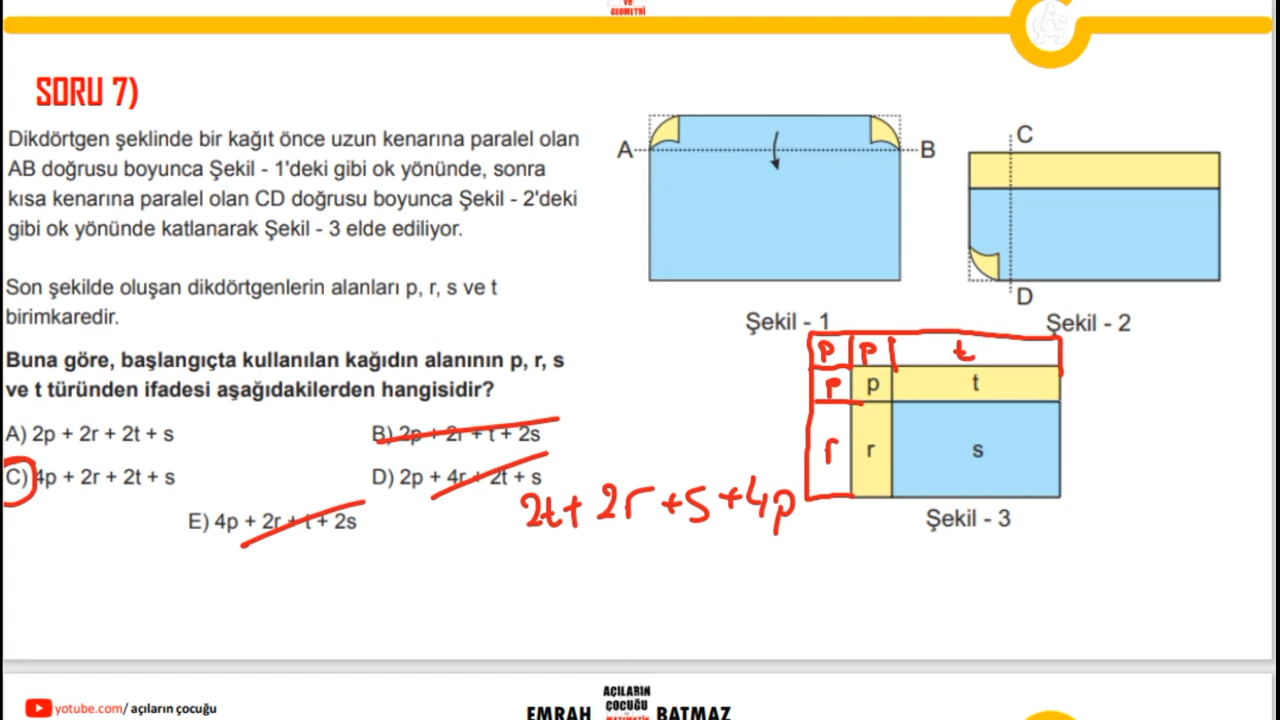 ve
GEOMETRİ
SORU 7)
Dikdörtgen şeklinde bir kağıt önce uzun kenarına paralel olan
AB doğrusu boyunca Şekil - 1'deki gibi ok yönünde, sonra
kısa kenarına paralel olan CD doğrusu boyunca Şekil - 2'deki
gibi ok yönünde katlanarak Şekil - 3 elde ediliyor.
Son şekilde oluşan dikdörtgenlerin alanları p, r, s ve t
birimkaredir.
Buna göre, başlangıçta kullanılan kağıdın alanının p, r, s
ve t türünden ifadesi aşağıdakilerden hangisidir?
A) 2p + 2r + 2t + s
B) 2p + 2r + t + 2s
C) 4p + 2r + 2t + s
D) 2p + 4r + 2t + s
E) 4p + 2r + t + 2s
A
B
Şekil - 1
C
D
Şekil - 2
p p t
p p t
r r s
Şekil - 3
2t + 2r + s + 4p
yotube.com/ açıların çocuğu
EMRAH
AÇILARIN
ÇOCUĞU
MATEMATİK
BATMAZ